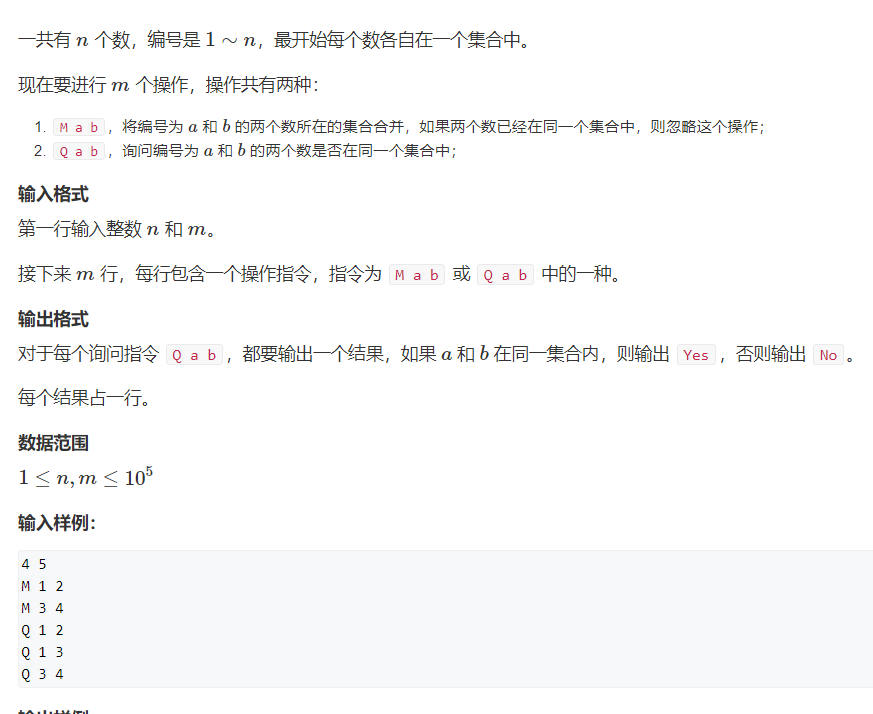 一共有 n 个数，编号是 1 ∼ n，最开始每个数各自在一个集合中。
现在要进行 m 个操作，操作共有两种：
1. M a b，将编号为 a 和 b 的两个数所在的集合合并，如果两个数已经在同一个集合中，则忽略这个操作；
2. Q a b，询问编号为 a 和 b 的两个数是否在同一个集合中；
输入格式
第一行输入整数 n 和 m。
接下来 m 行，每行包含一个操作指令，指令为 M a b 或 Q a b 中的一种。
输出格式
对于每个询问指令 Q a b，都要输出一个结果，如果 a 和 b 在同一集合内，则输出 Yes，否则输出 No。
每个结果占一行。
数据范围
1 ≤ n, m ≤ 10⁵
输入样例：
4 5
M 1 2
M 3 4
Q 1 2
Q 1 3
Q 3 4